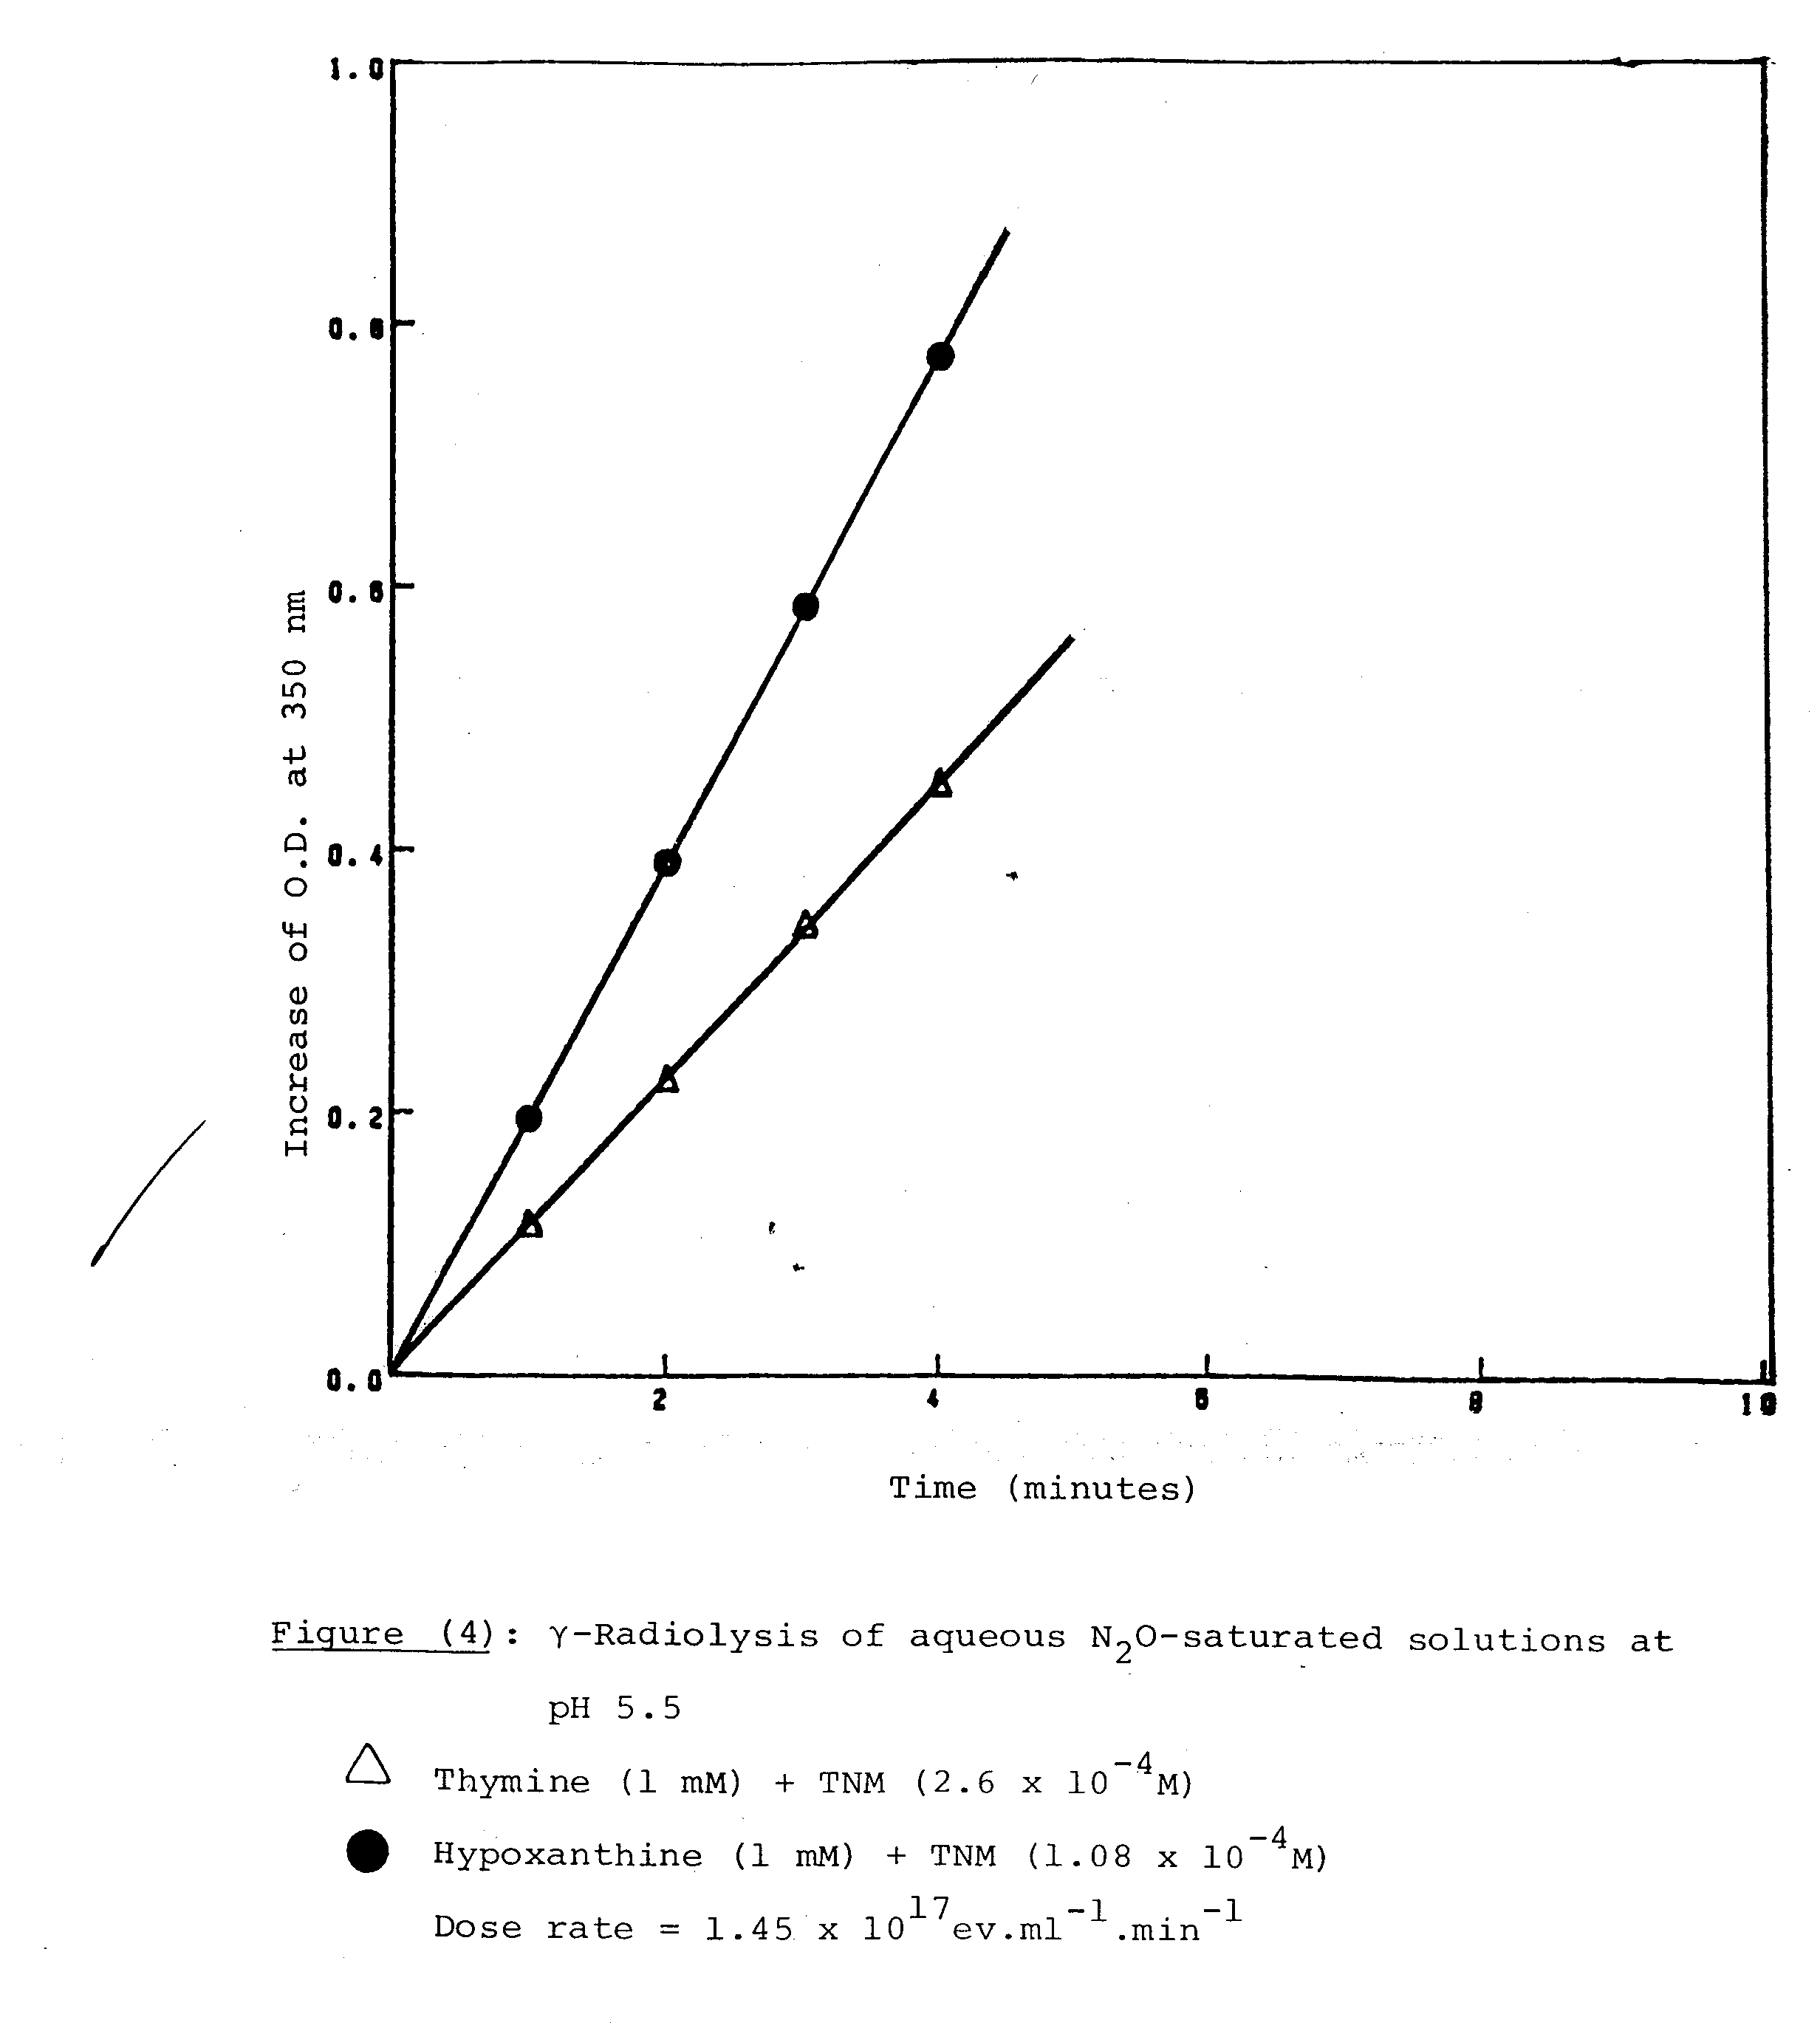 1.0
0.8
0.6
0.4
0.2
0.0
Increase of O.D. at 350 nm
2 4 6 8 10
Time (minutes)
Figure (4): γ-Radiolysis of aqueous N₂O-saturated solutions at
pH 5.5
△ Thymine (1 mM) + TNM (2.6 x 10⁻⁴M)
● Hypoxanthine (1 mM) + TNM (1.08 x 10⁻⁴M)
Dose rate = 1.45 x 10¹⁷ev.ml⁻¹.min⁻¹